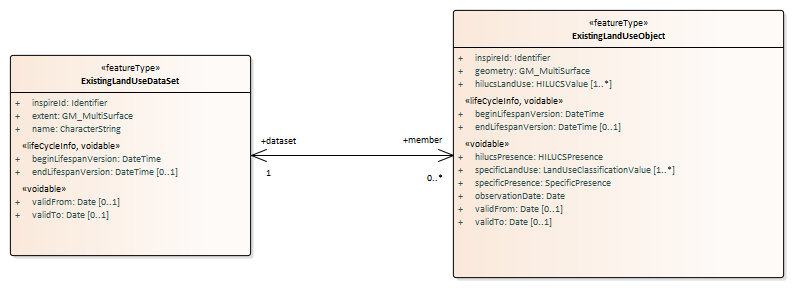 «featureType»
ExistingLandUseDataSet
+ inspireId: Identifier
+ extent: GM_MultiSurface
+ name: CharacterString
«lifeCycleInfo, voidable»
+ beginLifespanVersion: DateTime
+ endLifespanVersion: DateTime [0..1]
«voidable»
+ validFrom: Date [0..1]
+ validTo: Date [0..1]
+dataset
1
+member
0..*
«featureType»
ExistingLandUseObject
+ inspireId: Identifier
+ geometry: GM_MultiSurface
+ hilucsLandUse: HILUCSValue [1..*]
«lifeCycleInfo, voidable»
+ beginLifespanVersion: DateTime
+ endLifespanVersion: DateTime [0..1]
«voidable»
+ hilucsPresence: HILUCSPresence
+ specificLandUse: LandUseClassificationValue [1..*]
+ specificPresence: SpecificPresence
+ observationDate: Date
+ validFrom: Date [0..1]
+ validTo: Date [0..1]